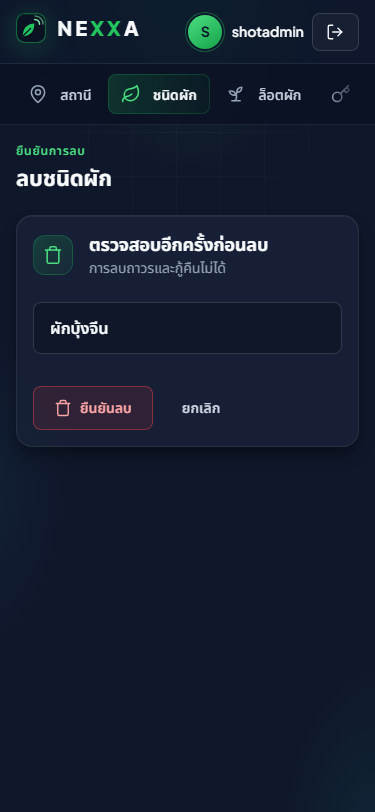 NEXXA
S
shotadmin
สถานี
ชนิดผัก
ล็อตผัก
ยืนยันการลบ
ลบชนิดผัก
ตรวจสอบอีกครั้งก่อนลบ
การลบถาวรและกู้คืนไม่ได้
ผักบุ้งจีน
ยืนยันลบ
ยกเลิก